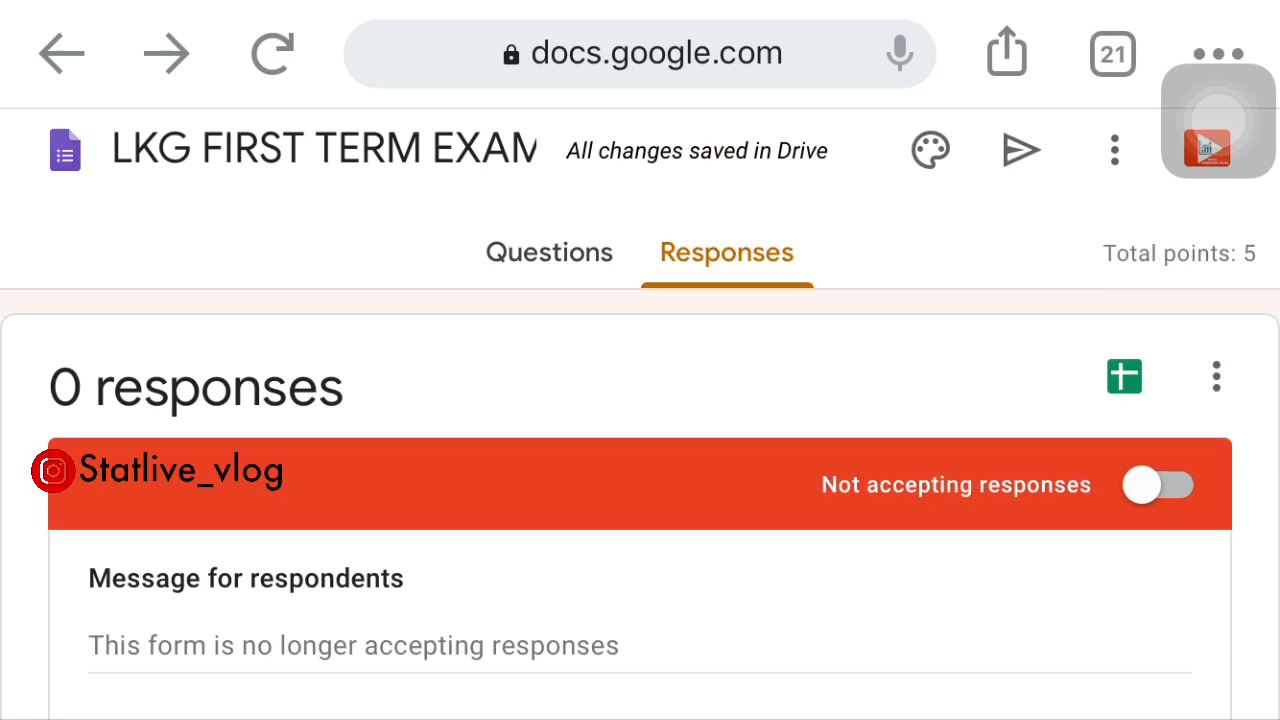 docs.google.com
21
LKG FIRST TERM EXAM
All changes saved in Drive
Questions
Responses
Total points: 5
0 responses
Statlive_vlog
Not accepting responses
Message for respondents
This form is no longer accepting responses